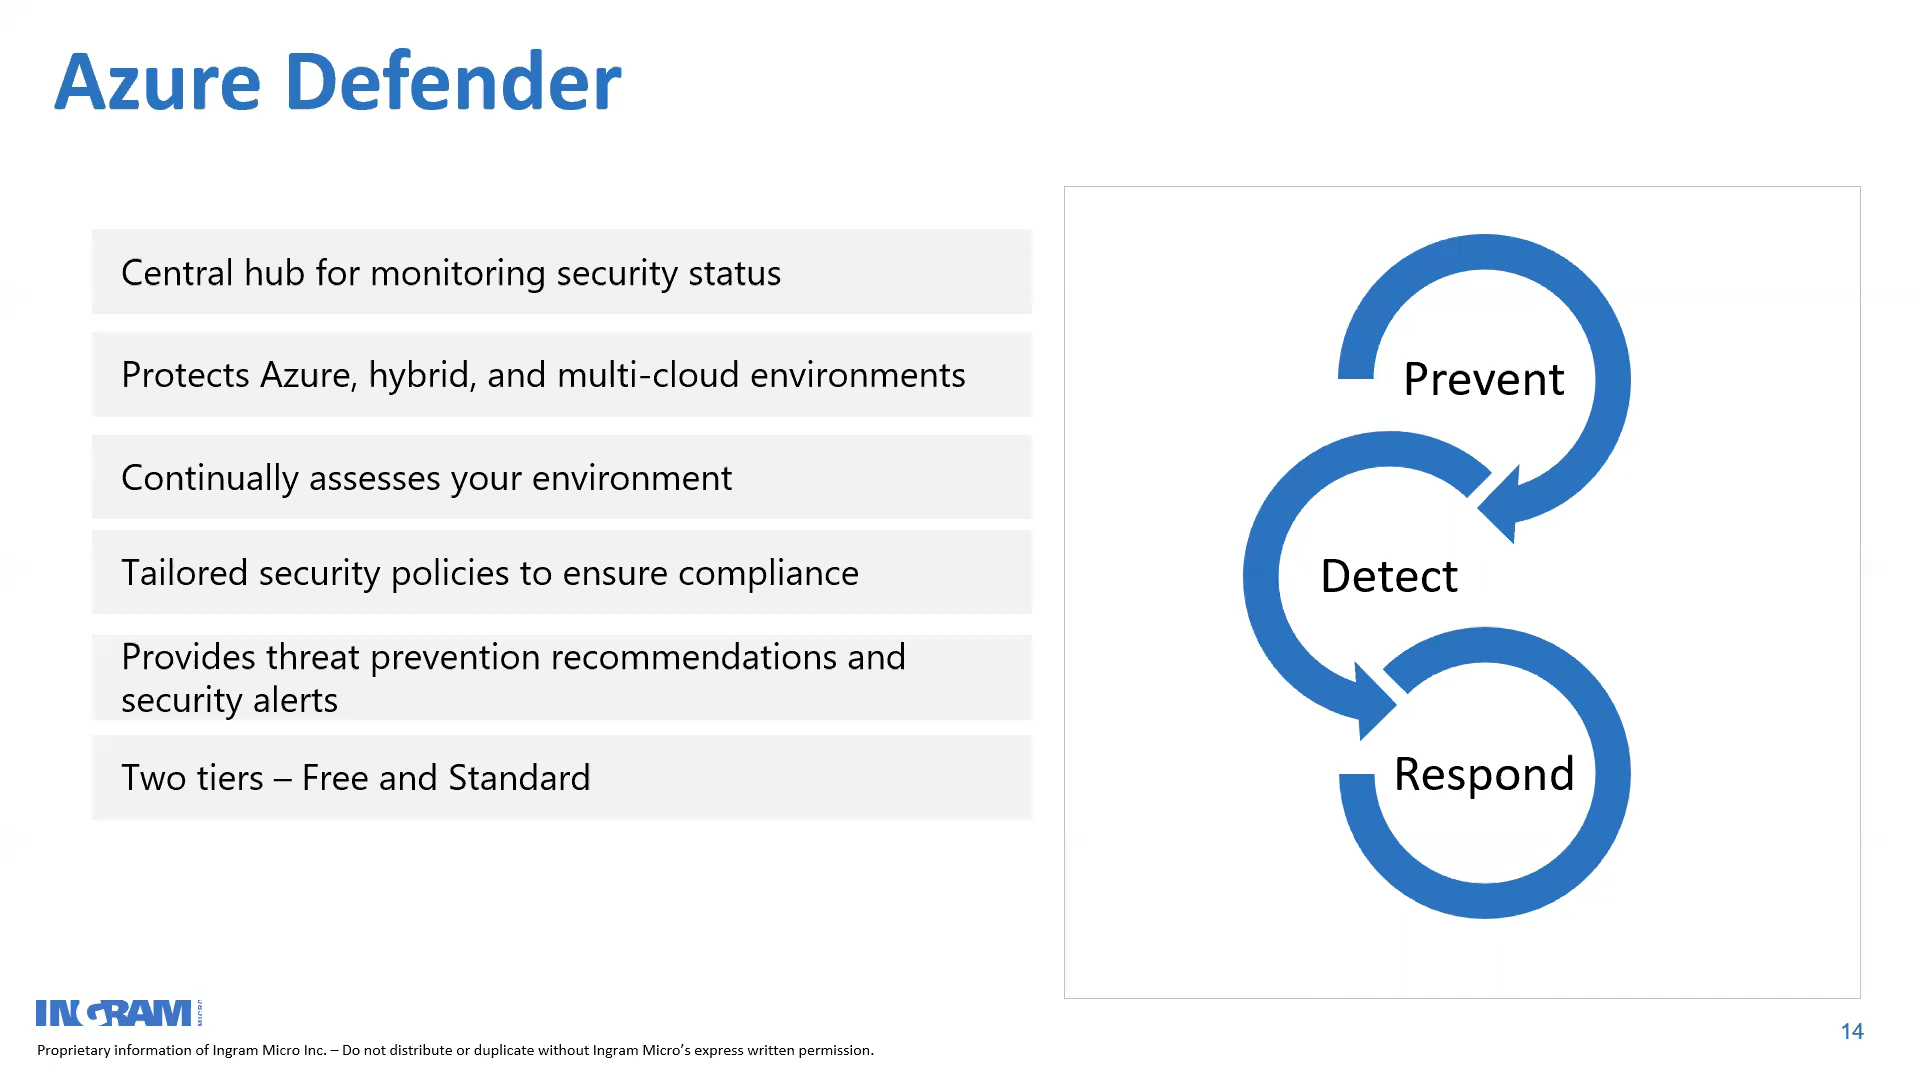 Azure Defender
Central hub for monitoring security status
Protects Azure, hybrid, and multi-cloud environments
Continually assesses your environment
Tailored security policies to ensure compliance
Provides threat prevention recommendations and
security alerts
Two tiers – Free and Standard
Prevent
Detect
Respond
INGRAM MICRO
14
Proprietary information of Ingram Micro Inc. – Do not distribute or duplicate without Ingram Micro’s express written permission.